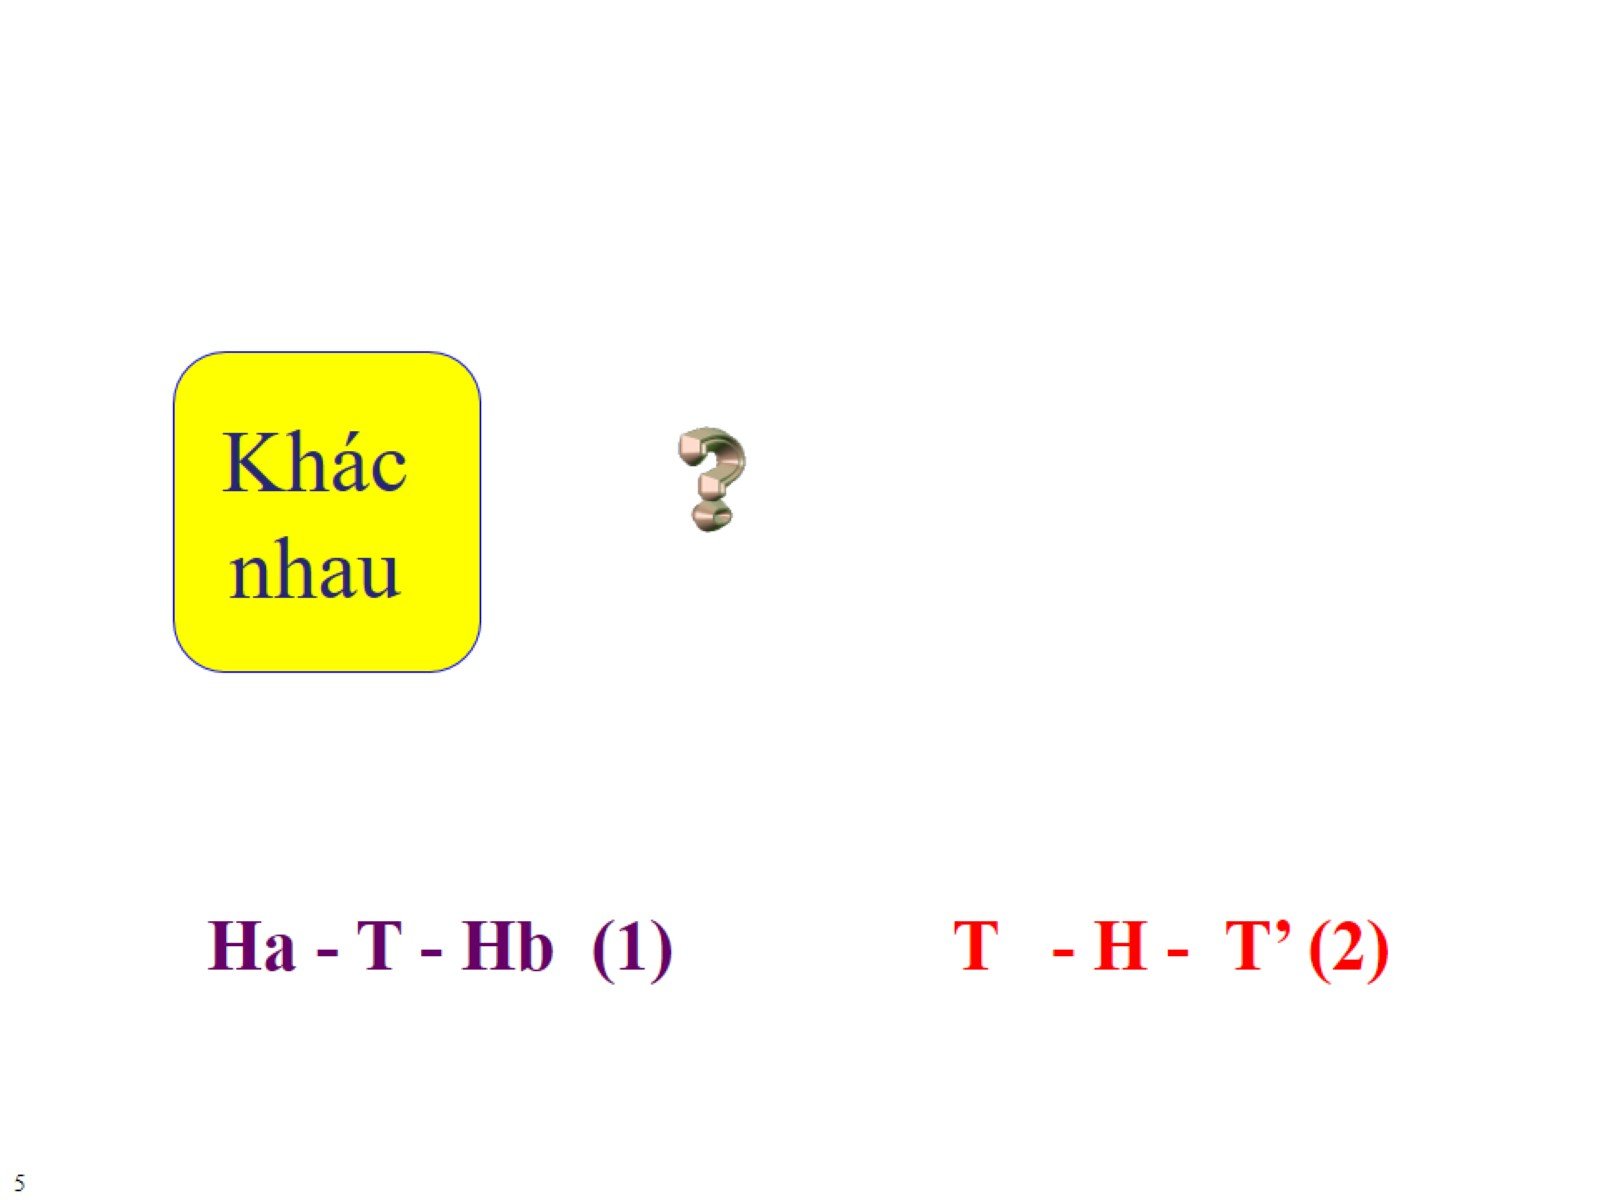 Khác
nhau
?
Ha - T - Hb (1)
T - H - T’ (2)
5